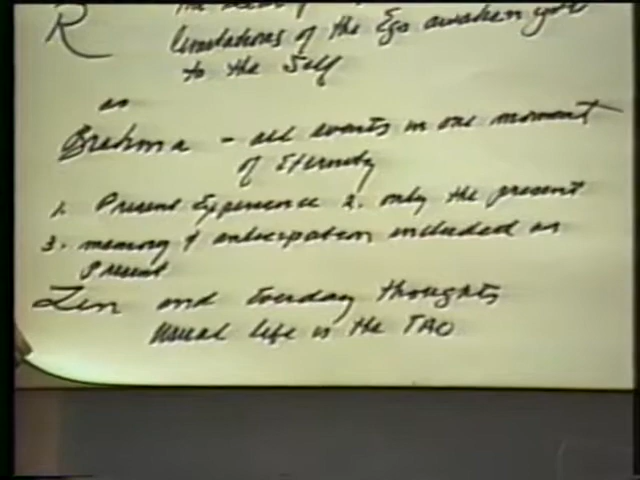 R
limitations of the Ego awaken your
to the Self
as
Brahma - all events in one moment
of Eternity
1. Present Experience 2. only the present
3. memory & anticipation included as
Present
Zen and Everyday thoughts
Usual life is the TAO